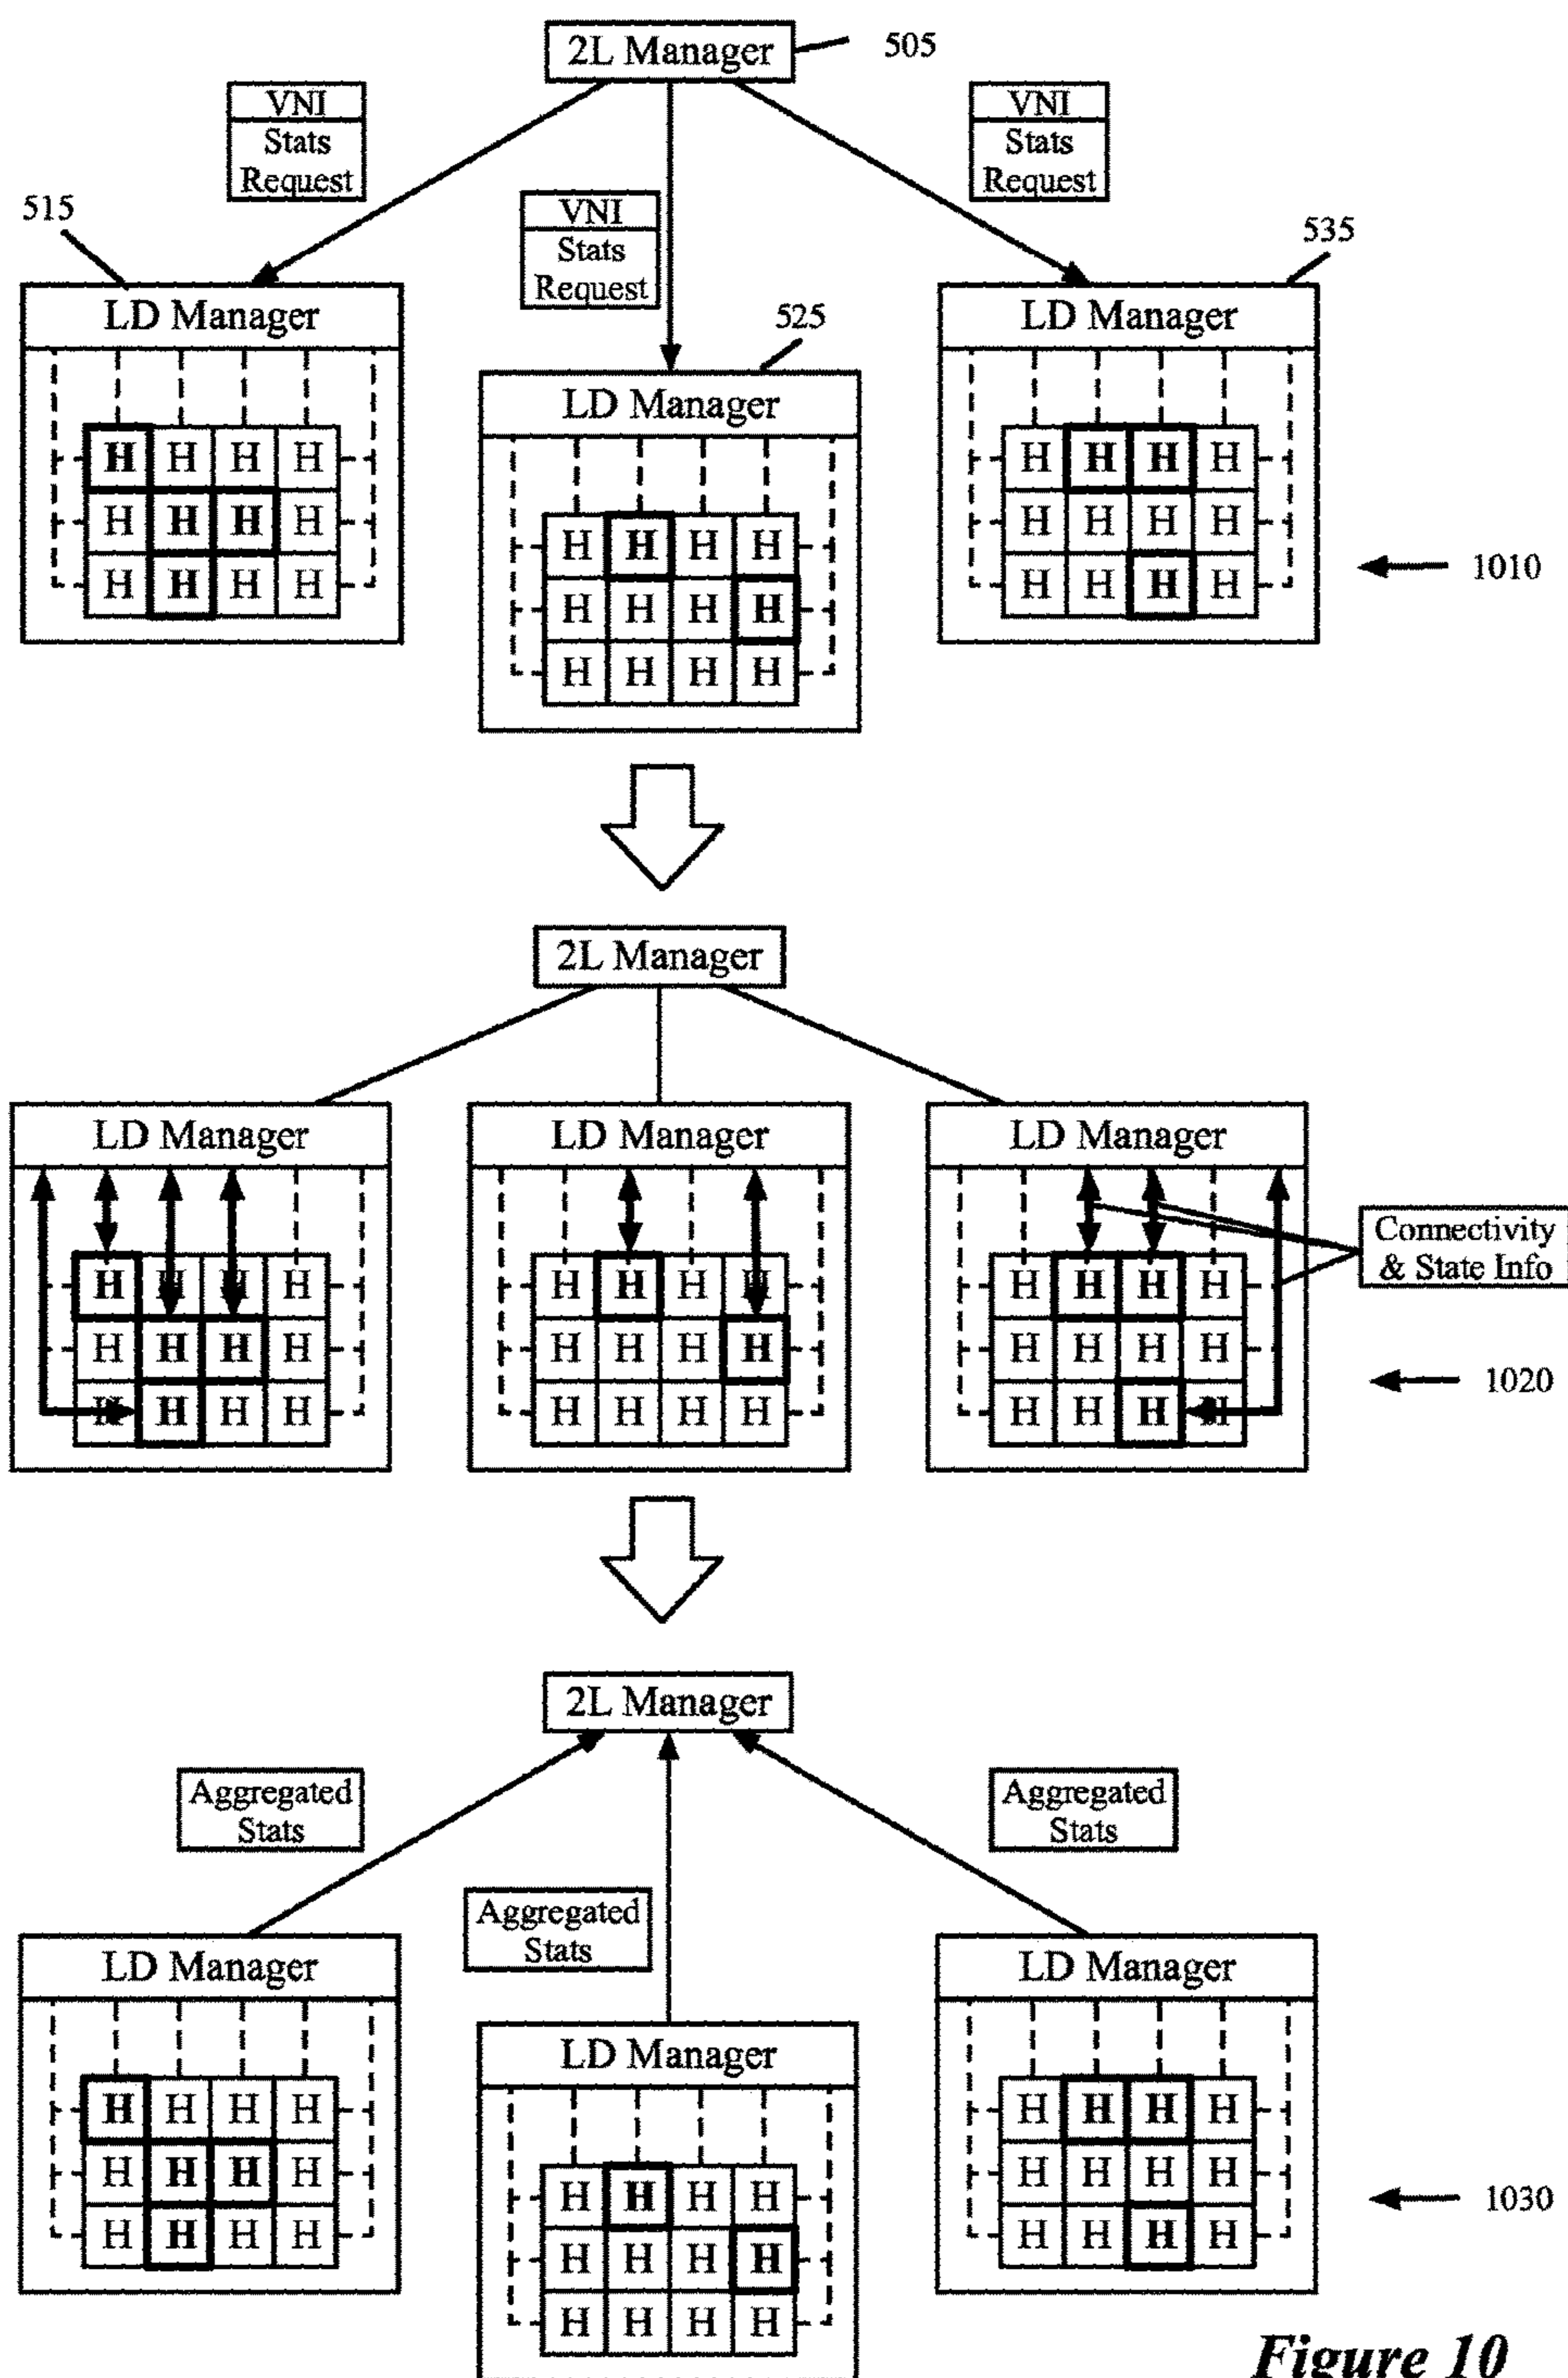 2L Manager
505
VNI
Stats
Request
VNI
Stats
Request
VNI
Stats
Request
515
535
525
LD Manager
H H H H
H H H H
H H H H
LD Manager
H H H H
H H H H
H H H H
LD Manager
H H H H
H H H H
H H H H
1010
2L Manager
LD Manager
H H H H
H H H H
H H H H
LD Manager
H H H H
H H H H
H H H H
LD Manager
H H H H
H H H H
H H H H
Connectivity
& State Info
1020
2L Manager
Aggregated
Stats
Aggregated
Stats
Aggregated
Stats
LD Manager
H H H H
H H H H
H H H H
LD Manager
H H H H
H H H H
H H H H
LD Manager
H H H H
H H H H
H H H H
1030
Figure 10